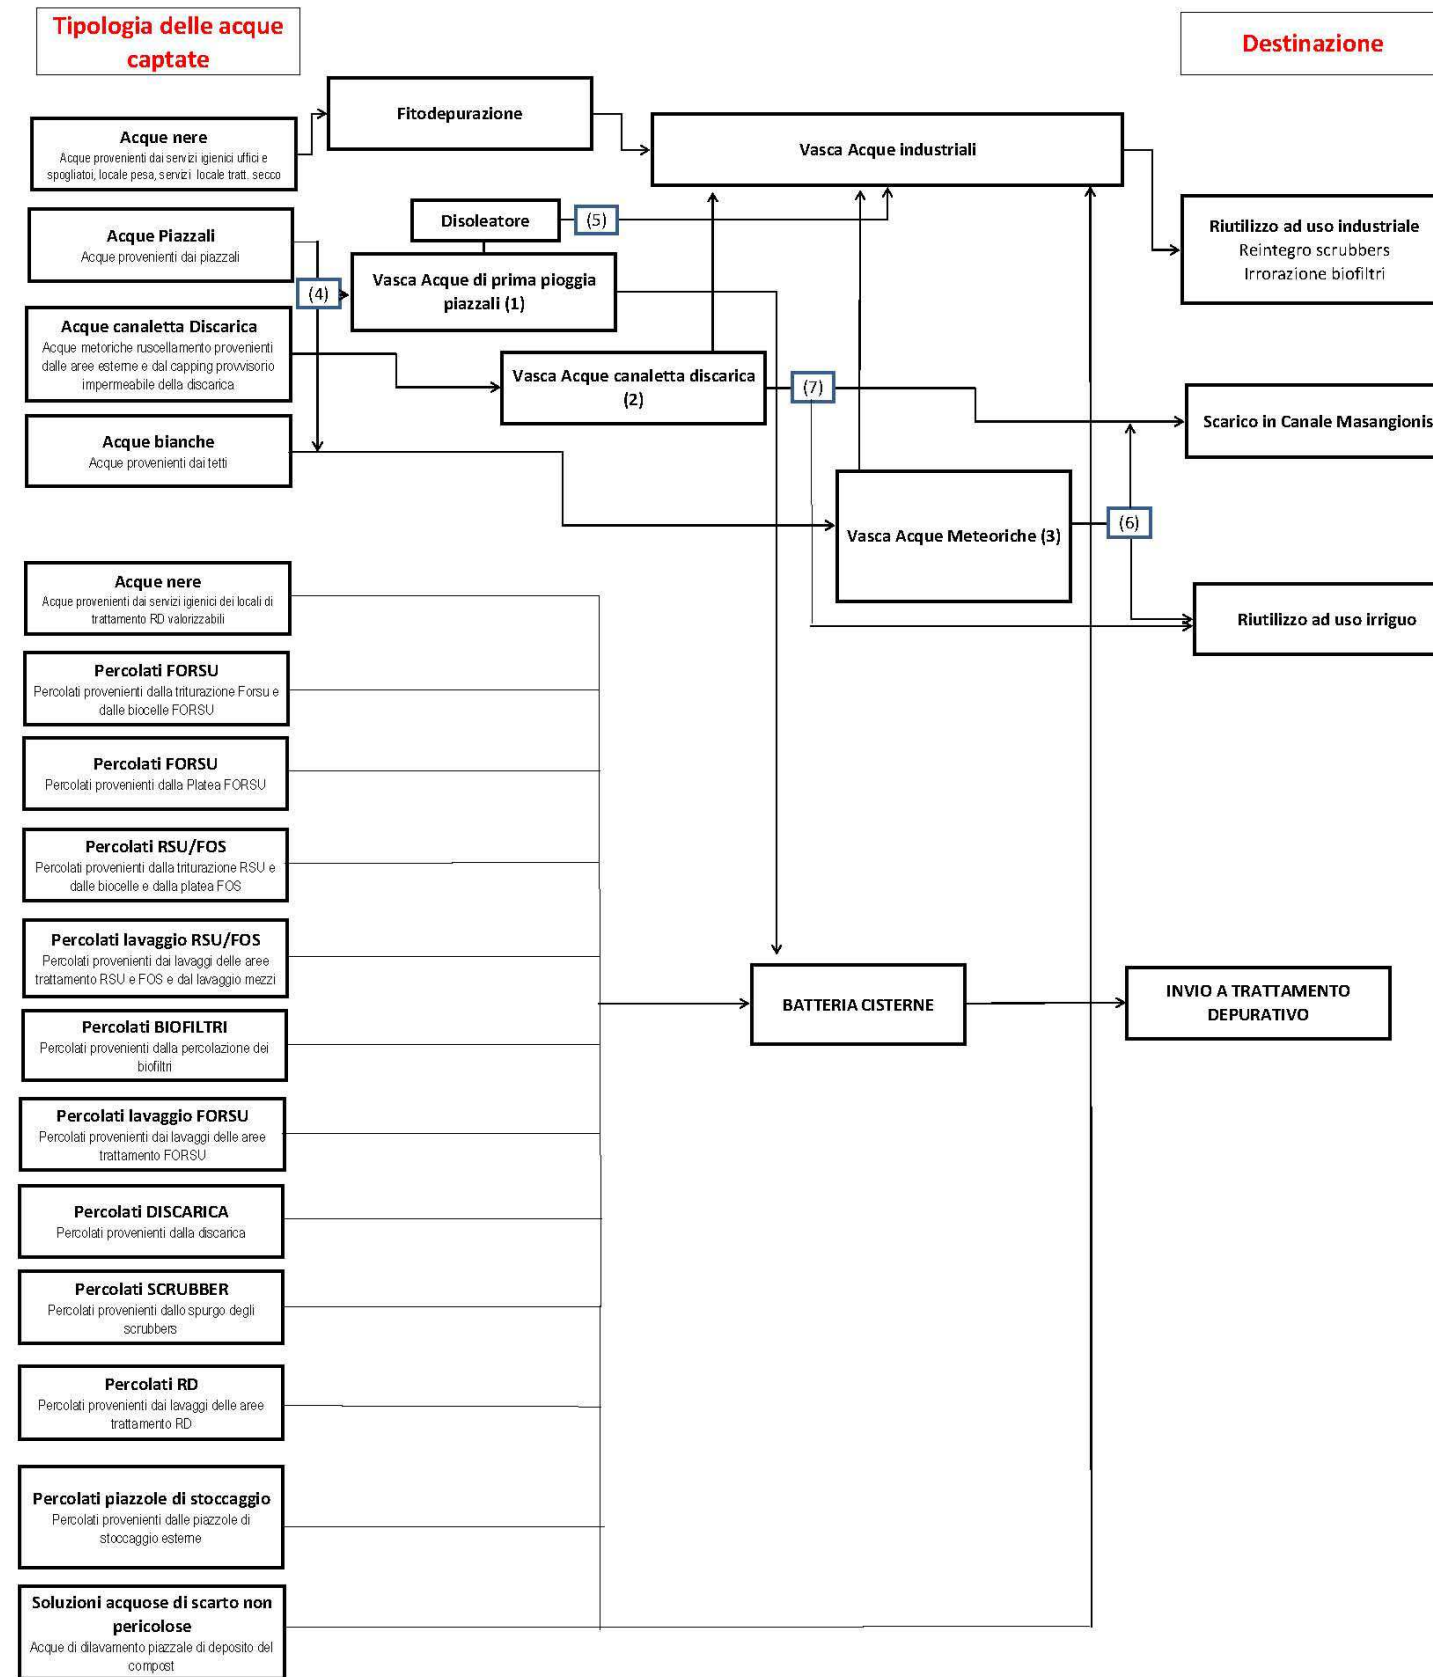 Tipologia delle acque
captate
Destinazione
Fitodepurazione
Acque nere
Acque provenienti dai servizi igienici uffici e
spogliatoi, locale pesa, servizi locale tratt. secco
Vasca Acque industriali
Disoleatore
(5)
Acque Piazzali
Acque provenienti dai piazzali
Riutilizzo ad uso industriale
Reintegro scrubbers
Irrorazione biofiltri
(4)
Vasca Acque di prima pioggia
piazzali (1)
Acque canaletta Discarica
Acque metoriche ruscellamento provenienti
dalle aree esterne e dal capping provvisorio
impermeabile della discarica
Vasca Acque canaletta discarica
(2)
(7)
Scarico in Canale Masangionis
Acque bianche
Acque provenienti dai tetti
Vasca Acque Meteoriche (3)
(6)
Acque nere
Acque provenienti dai servizi igienici dei locali di
trattamento RD valorizzabili
Riutilizzo ad uso irriguo
Percolati FORSU
Percolati provenienti dalla triturazione Forsu e
dalle biocelle FORSU
Percolati FORSU
Percolati provenienti dalla Platea FORSU
Percolati RSU/FOS
Percolati provenienti dalla triturazione RSU e
dalle biocelle e dalla platea FOS
Percolati lavaggio RSU/FOS
Percolati provenienti dai lavaggi delle aree
trattamento RSU e FOS e dal lavaggio mezzi
BATTERIA CISTERNE
INVIO A TRATTAMENTO
DEPURATIVO
Percolati BIOFILTRI
Percolati provenienti dalla percolazione dei
biofiltri
Percolati lavaggio FORSU
Percolati provenienti dai lavaggi delle aree
trattamento FORSU
Percolati DISCARICA
Percolati provenienti dalla discarica
Percolati SCRUBBER
Percolati provenienti dallo spurgo degli
scrubbers
Percolati RD
Percolati provenienti dai lavaggi delle aree
trattamento RD
Percolati piazzole di stoccaggio
Percolati provenienti dalle piazzole di
stoccaggio esterne
Soluzioni acquose di scarto non
pericolose
Acque di dilavamento piazzale di deposito del
compost